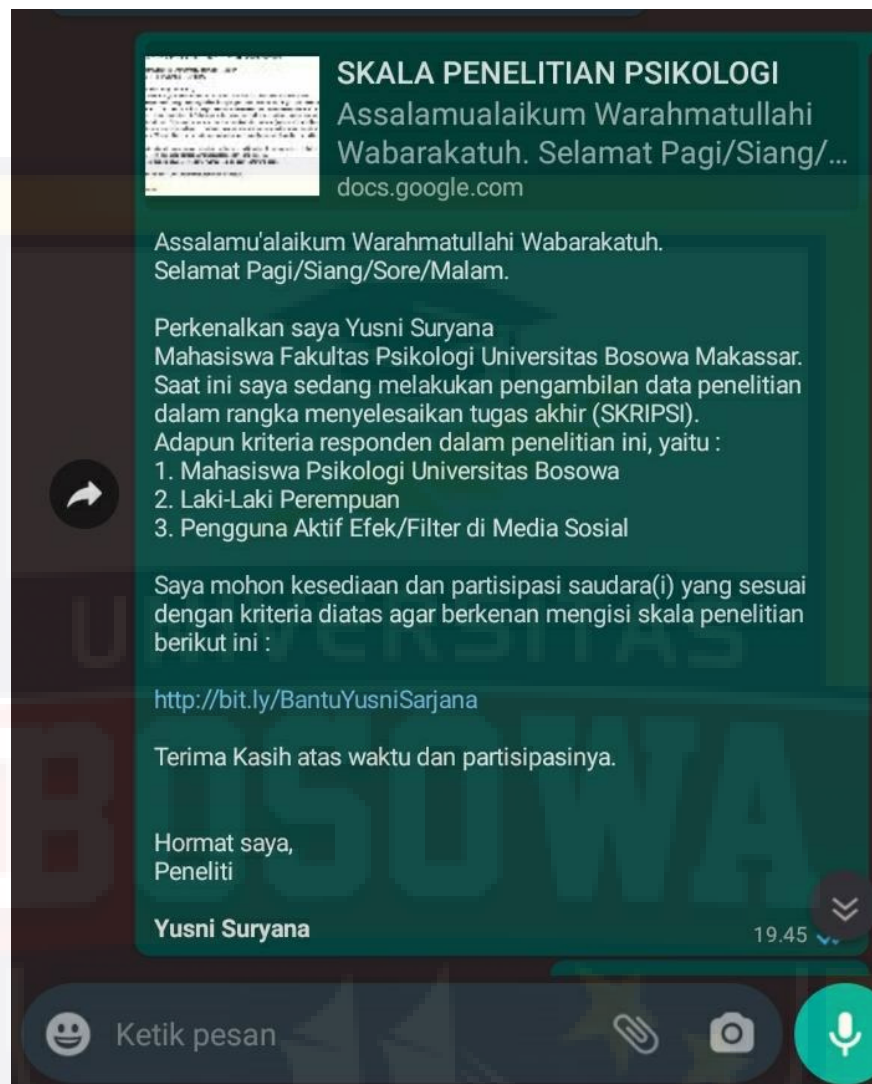 SKALA PENELITIAN PSIKOLOGI
Assalamualaikum Warahmatullahi
Wabarakatuh. Selamat Pagi/Siang/...
docs.google.com
Assalamu'alaikum Warahmatullahi Wabarakatuh.
Selamat Pagi/Siang/Sore/Malam.
Perkenalkan saya Yusni Suryana
Mahasiswa Fakultas Psikologi Universitas Bosowa Makassar.
Saat ini saya sedang melakukan pengambilan data penelitian
dalam rangka menyelesaikan tugas akhir (SKRIPSI).
Adapun kriteria responden dalam penelitian ini, yaitu :
1. Mahasiswa Psikologi Universitas Bosowa
2. Laki-Laki Perempuan
3. Pengguna Aktif Efek/Filter di Media Sosial
Saya mohon kesediaan dan partisipasi saudara(i) yang sesuai
dengan kriteria diatas agar berkenan mengisi skala penelitian
berikut ini :
http://bit.ly/BantuYusniSarjana
Terima Kasih atas waktu dan partisipasinya.
Hormat saya,
Peneliti
Yusni Suryana
19.45
Ketik pesan
UNIVERSITAS
BOSOWA